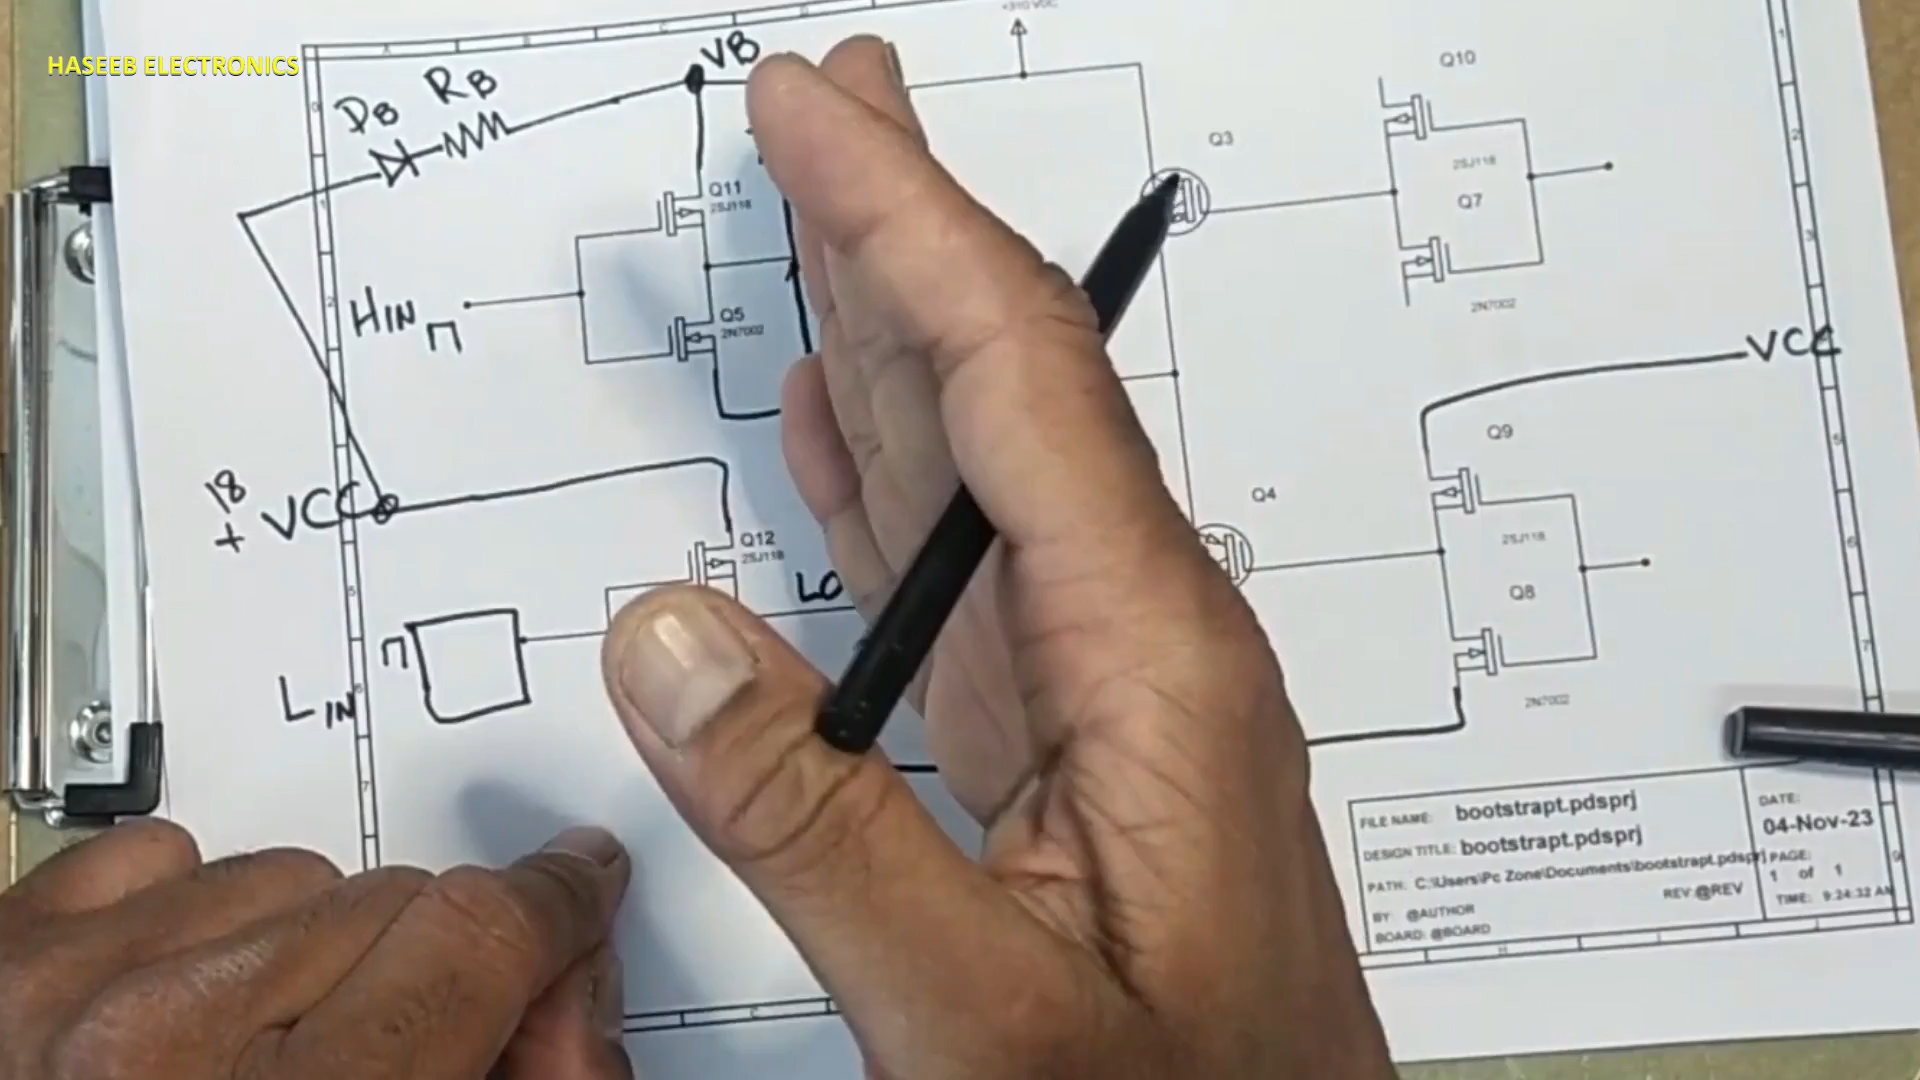 HASEEB ELECTRONICS
+310 VDC
VB
DB RB
Q10
Q3
2SJ118
Q7
Q11
2SJ118
HIN
Q5
2N7002
2N7002
VCC
Q9
18
+ VCC
Q4
Q12
2SJ118
2SJ118
LO
Q8
LIN
2N7002
FILE NAME: bootstrapt.pdsprj
DESIGN TITLE: bootstrapt.pdsprj
PATH: C:\Users\Pc Zone\Documents\bootstrapt.pdsprj
BY: @AUTHOR
REV:@REV
BOARD: @BOARD
DATE:
04-Nov-23
PAGE:
1 of 1
TIME: 9:24:32 AM